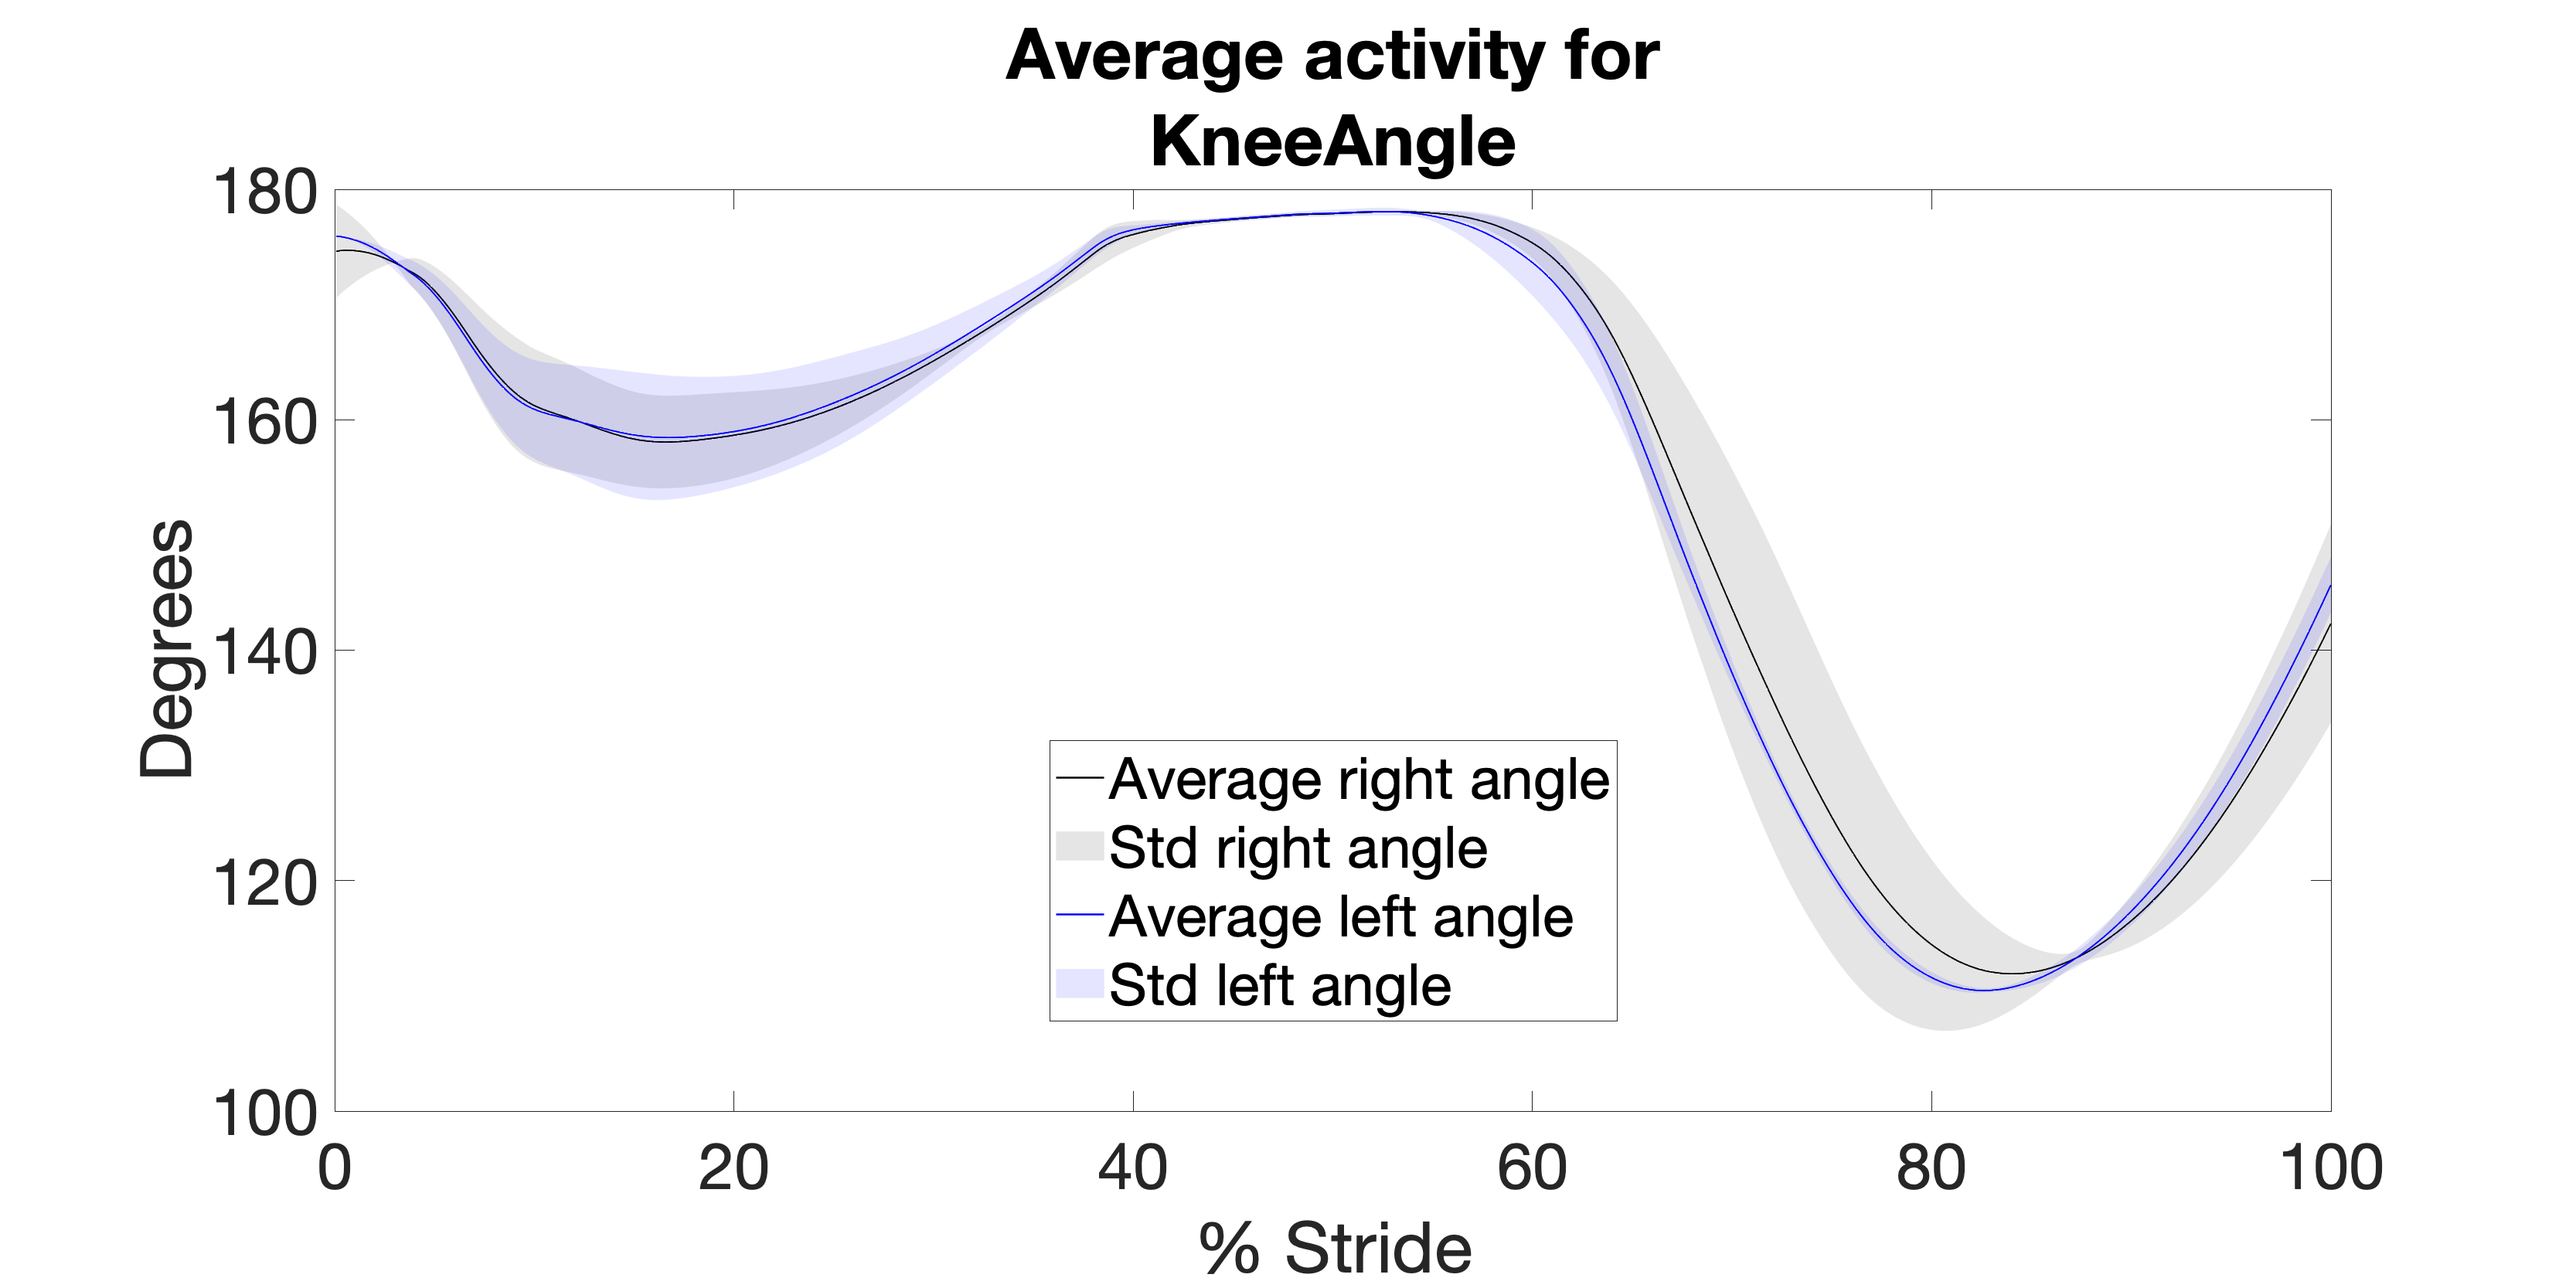 Average activity for
KneeAngle
180
160
140
120
100
Degrees
Average right angle
Std right angle
Average left angle
Std left angle
0 20 40 60 80 100
% Stride